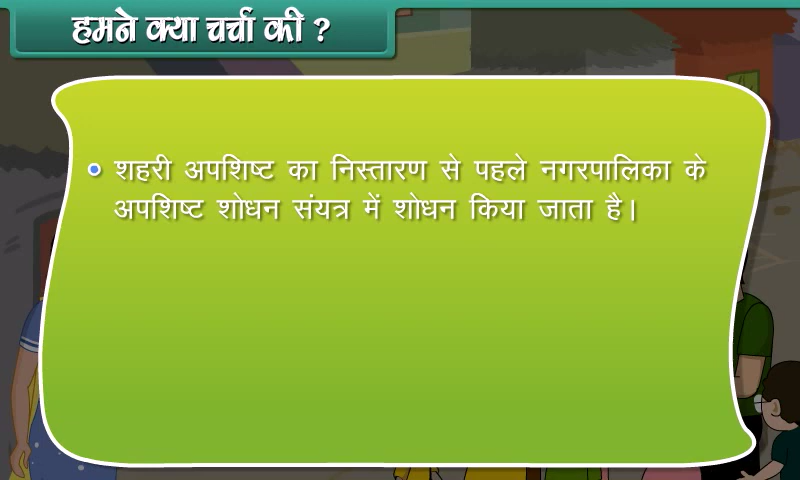 हमने क्या चर्चा की ?
शहरी अपशिष्ट का निस्तारण से पहले नगरपालिका के
अपशिष्ट शोधन संयत्र में शोधन किया जाता है।